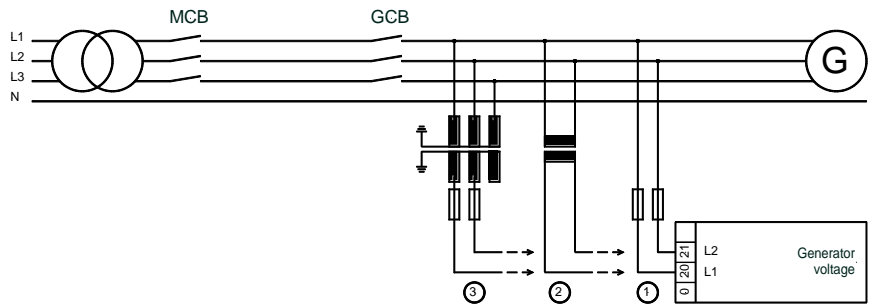 MCB GCB
L1
L2
L3
N
G
21 L2
20 L1
0
Generator
voltage
3 2 1